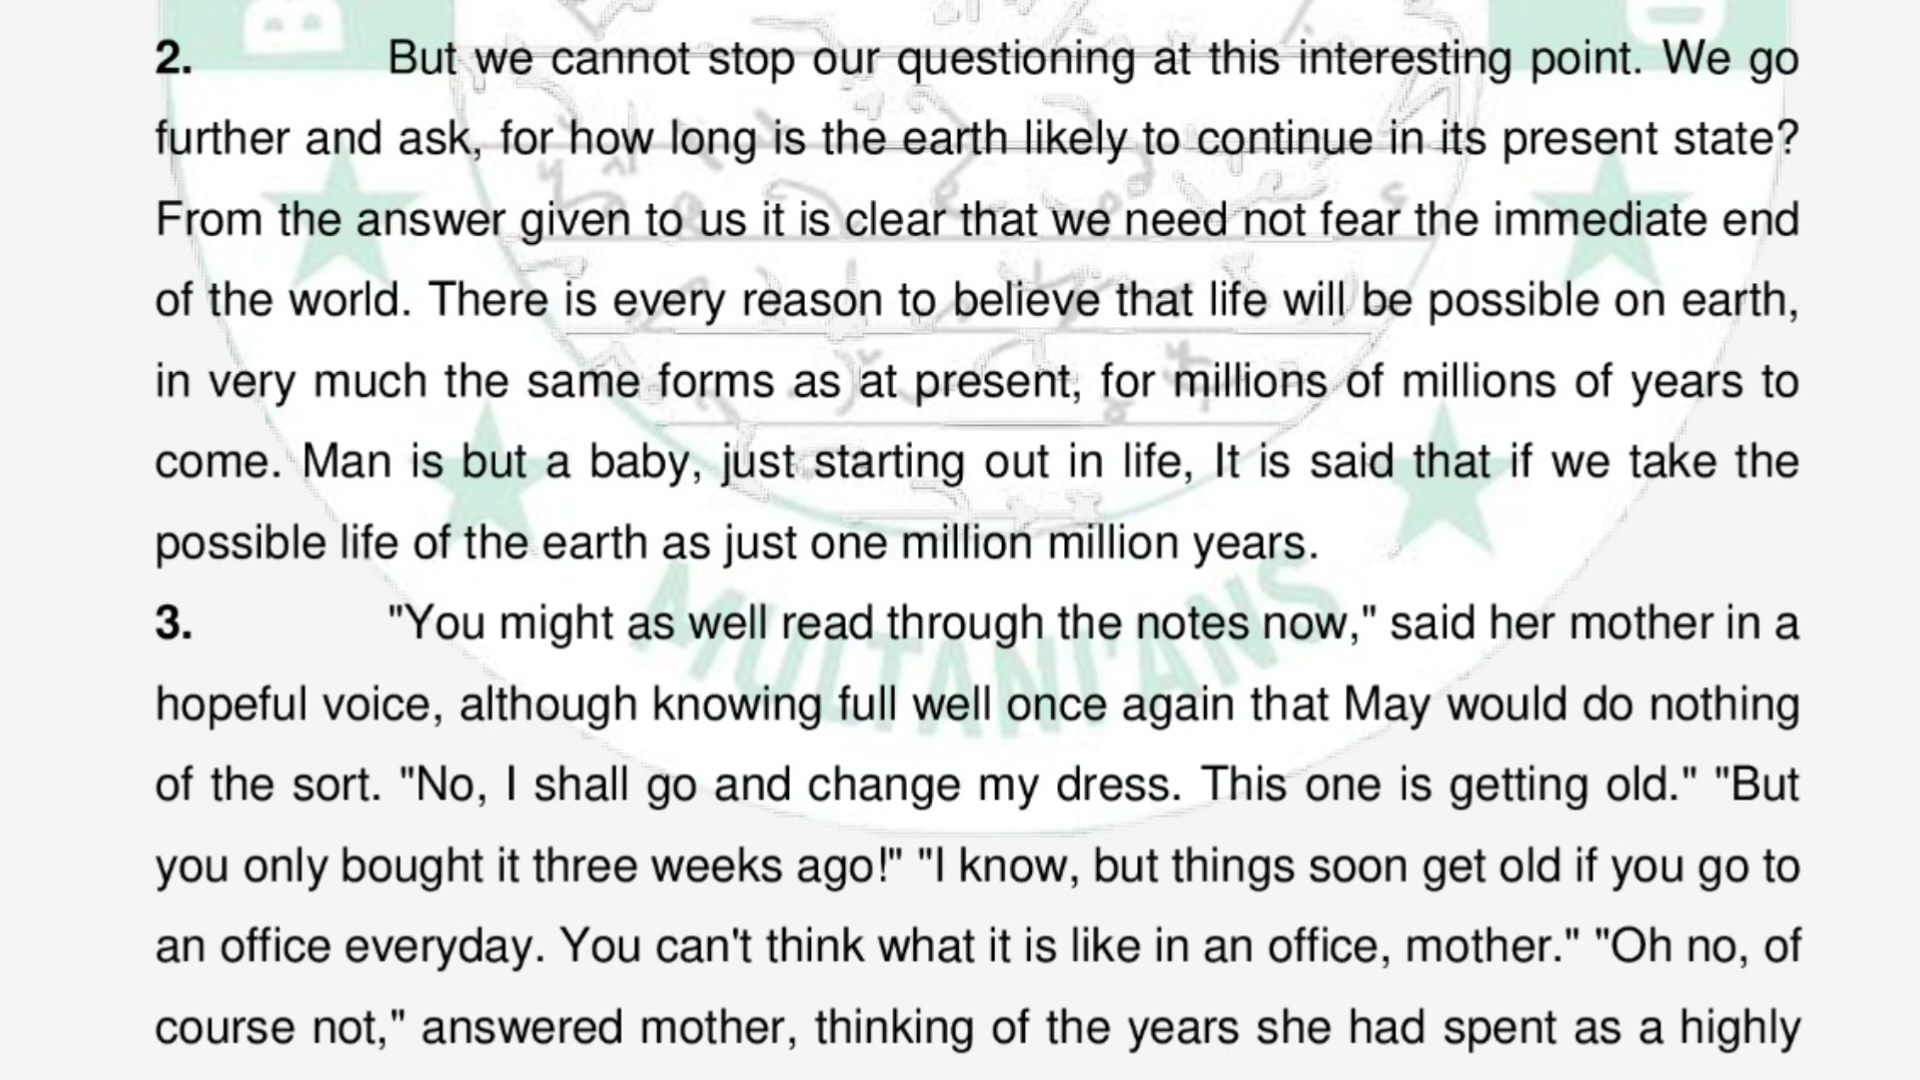 2. But we cannot stop our questioning at this interesting point. We go
further and ask, for how long is the earth likely to continue in its present state?
From the answer given to us it is clear that we need not fear the immediate end
of the world. There is every reason to believe that life will be possible on earth,
in very much the same forms as at present, for millions of millions of years to
come. Man is but a baby, just starting out in life, It is said that if we take the
possible life of the earth as just one million million years.
MULTANI'ANS
3. "You might as well read through the notes now," said her mother in a
hopeful voice, although knowing full well once again that May would do nothing
of the sort. "No, I shall go and change my dress. This one is getting old." "But
you only bought it three weeks ago!" "I know, but things soon get old if you go to
an office everyday. You can't think what it is like in an office, mother." "Oh no, of
course not," answered mother, thinking of the years she had spent as a highly